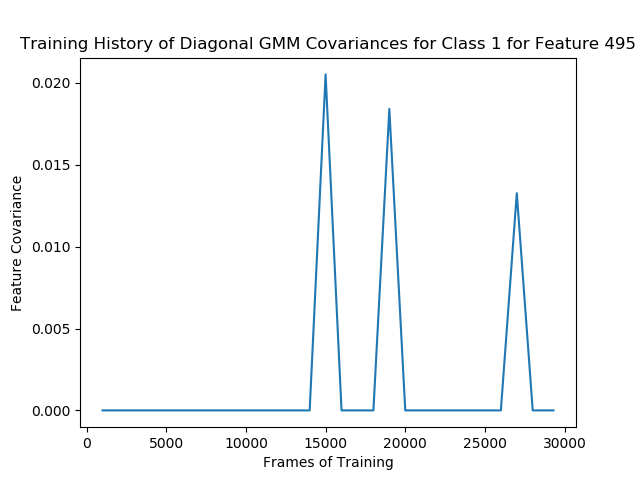 Training History of Diagonal GMM Covariances for Class 1 for Feature 495
Feature Covariance
0.020
0.015
0.010
0.005
0.000
0 5000 10000 15000 20000 25000 30000
Frames of Training